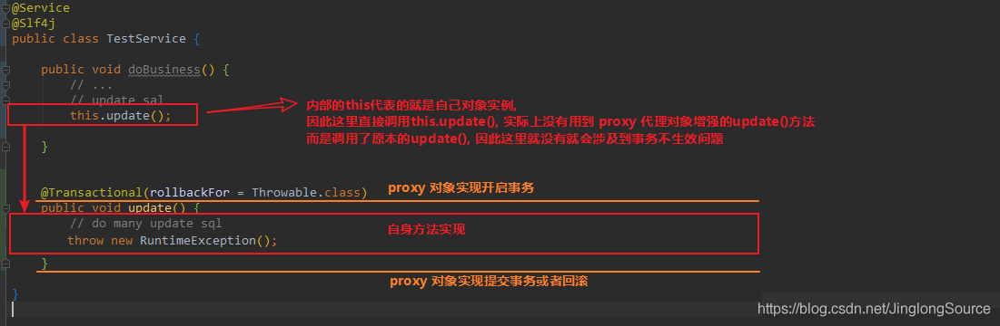 @Service
@Slf4j
public class TestService {
public void doBusiness() {
// ...
// update sql
this.update();
内部的this代表的就是自己对象实例,
因此这里直接调用this.update(), 实际上没有用到 proxy 代理对象增强的update()方法
而是调用了原本的update(), 因此这里就没有就会涉及到事务不生效问题
}
@Transactional(rollbackFor = Throwable.class)
proxy 对象实现开启事务
public void update() {
// do many update sql
自身方法实现
throw new RuntimeException();
}
proxy 对象实现提交事务或者回滚
}
https://blog.csdn.net/JinglongSource